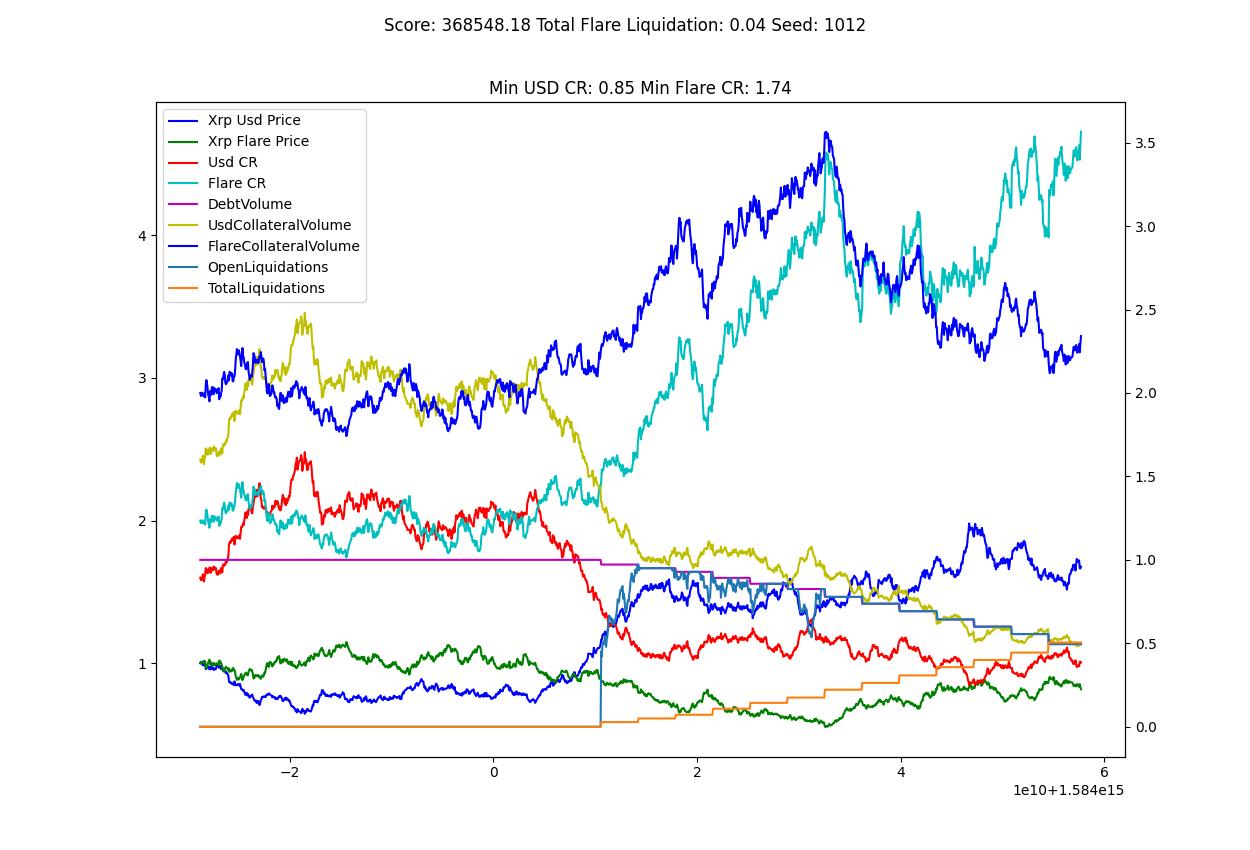 Score: 368548.18 Total Flare Liquidation: 0.04 Seed: 1012
Min USD CR: 0.85 Min Flare CR: 1.74
Xrp Usd Price
Xrp Flare Price
Usd CR
Flare CR
DebtVolume
UsdCollateralVolume
FlareCollateralVolume
OpenLiquidations
TotalLiquidations
4
3
2
1
3.5
3.0
2.5
2.0
1.5
1.0
0.5
0.0
−2
0
2
4
6
1e10+1.584e15